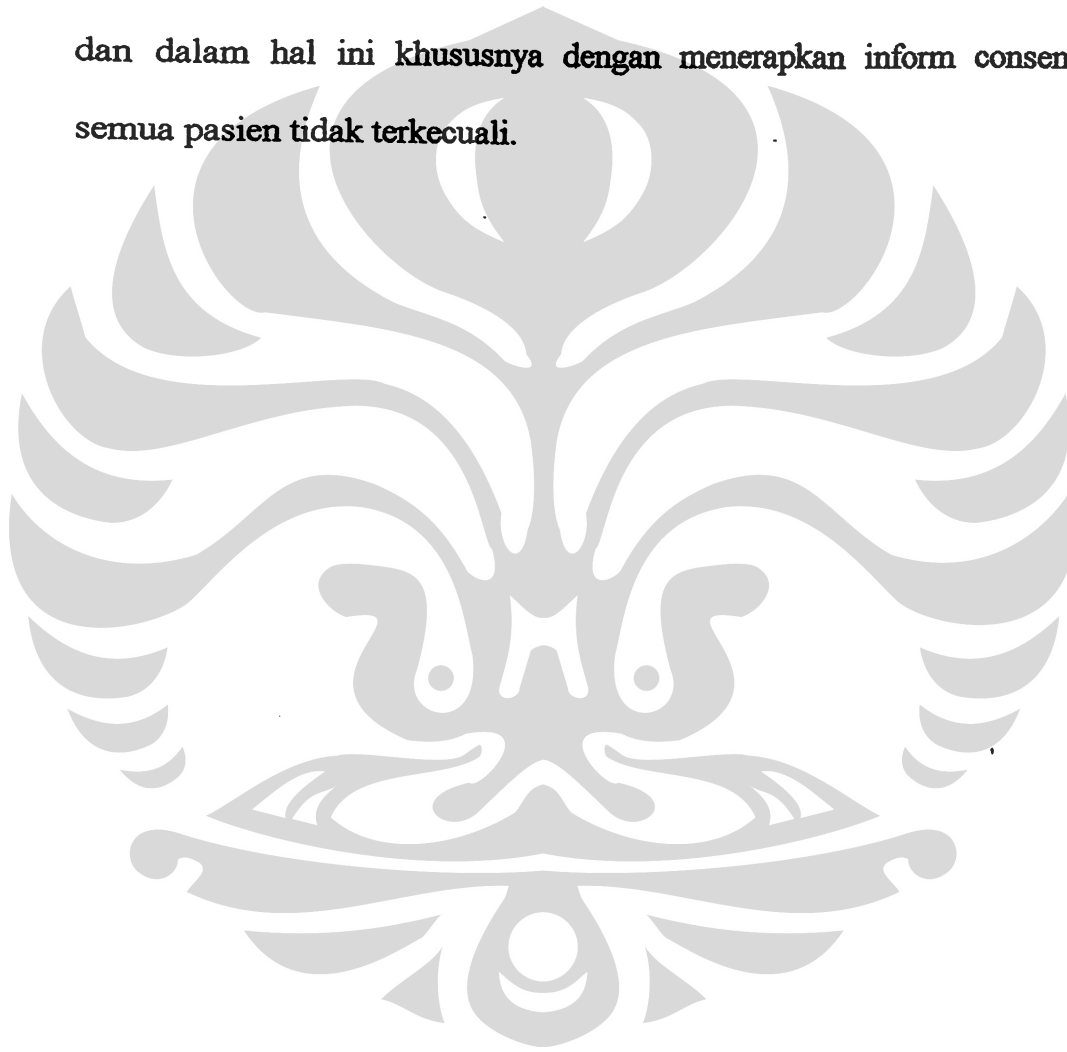 dan dalam hal ini khususnya dengan menerapkan inform consen
semua pasien tidak terkecuali.